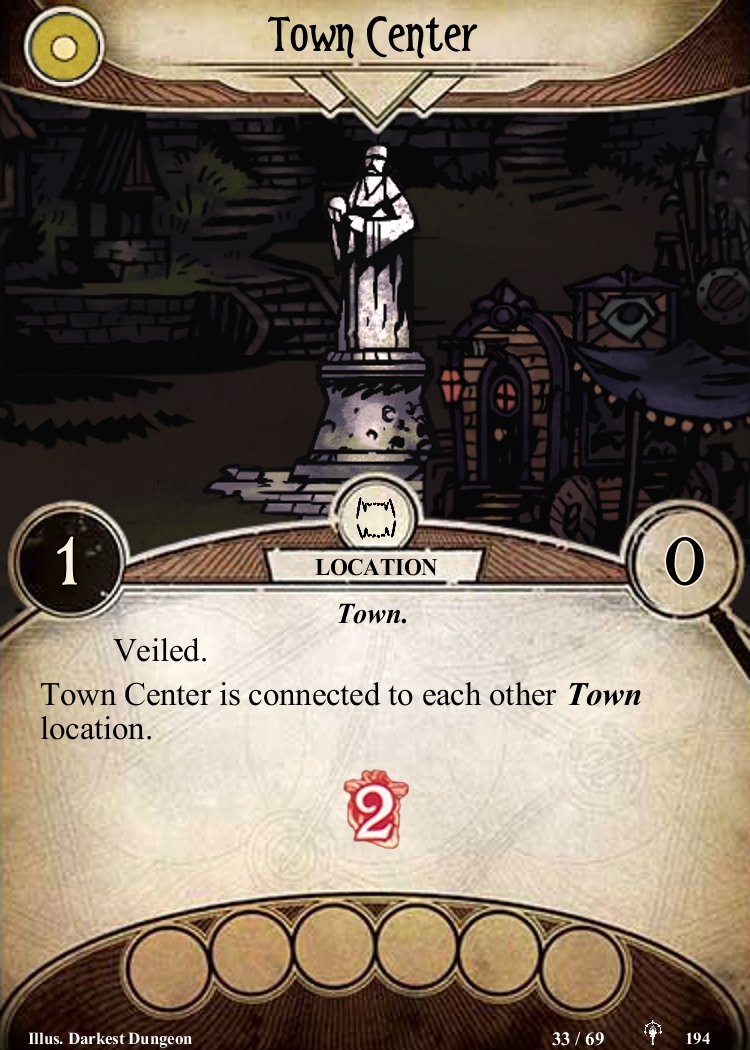 Town Center
1
0
LOCATION
Town.
Veiled.
Town Center is connected to each other Town
location.
2
Illus. Darkest Dungeon
33 / 69
194